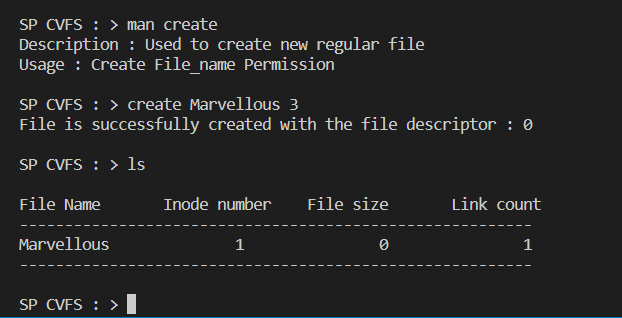 SP CVFS : > man create
Description : Used to create new regular file
Usage : Create File_name Permission
SP CVFS : > create Marvellous 3
File is successfully created with the file descriptor : 0
SP CVFS : > ls
File Name Inode number File size Link count
---------------------------------------------------------
Marvellous 1 0 1
---------------------------------------------------------
SP CVFS : >